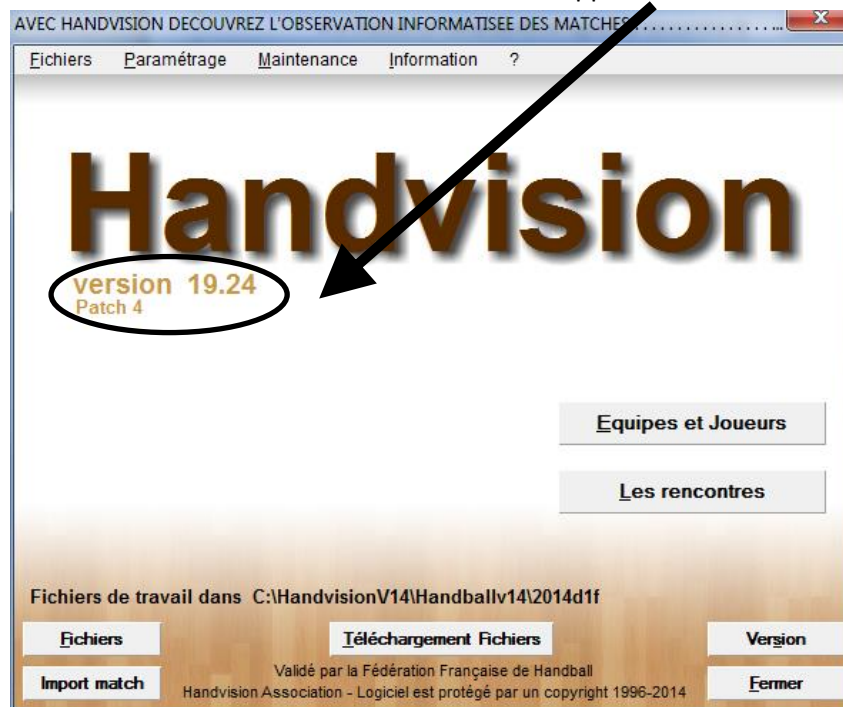 AVEC HANDVISION DECOUVREZ L'OBSERVATION INFORMATISEE DES MATCHES . . . . . . . . . . . . . . . . . ...
Fichiers Paramétrage Maintenance Information ?
Handvision
version 19.24
Patch 4
Equipes et Joueurs
Les rencontres
Fichiers de travail dans C:\HandvisionV14\Handballv14\2014d1f
Fichiers Téléchargement Fichiers Version
Import match Validé par la Fédération Française de Handball Fermer
Handvision Association - Logiciel est protégé par un copyright 1996-2014